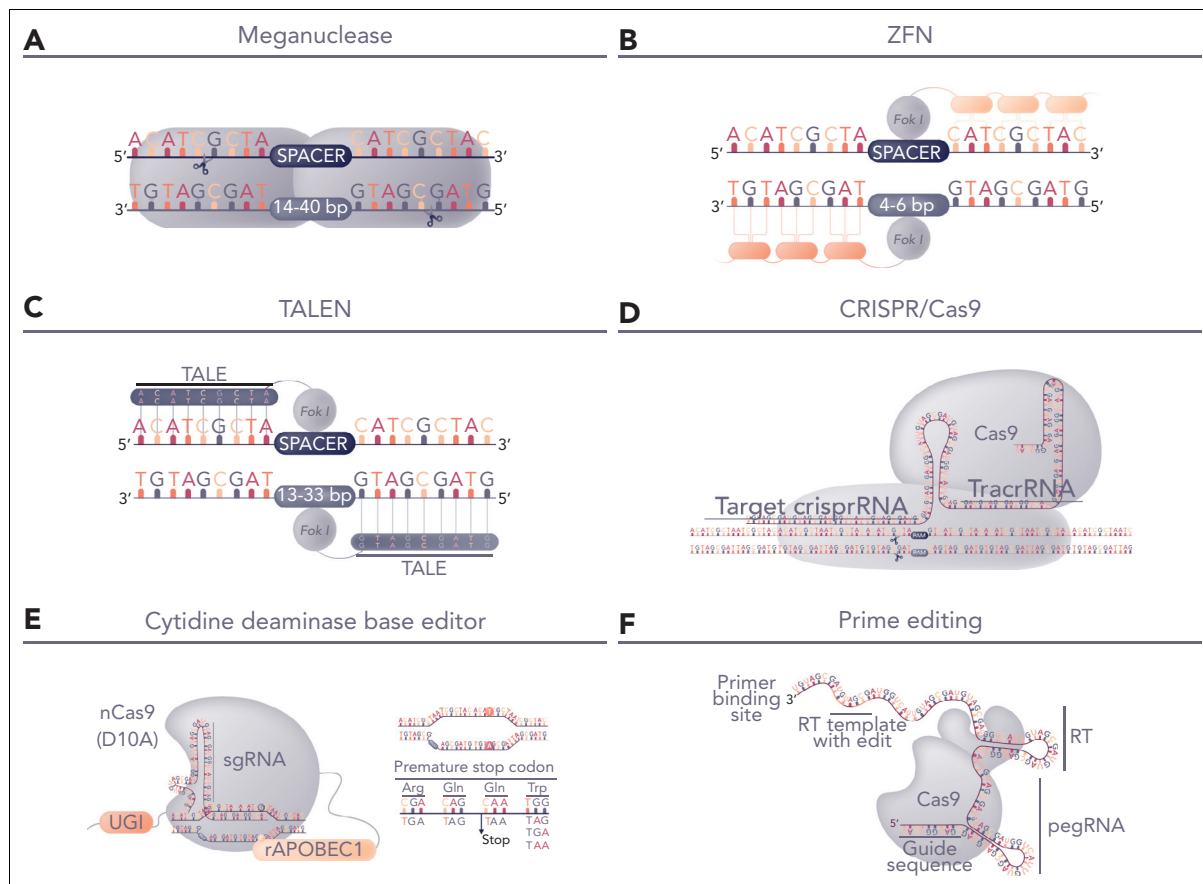 A
Meganuclease
ACATCGCTA
CATCGCTAC
5′
SPACER
3′
TGTAGCGAT
GTAGCGATG
3′
14-40 bp
5′
B
ZFN
Fok I
ACATCGCTA
CATCGCTAC
5′
SPACER
3′
TGTAGCGAT
GTAGCGATG
3′
4-6 bp
5′
Fok I
C
TALEN
TALE
ACATCGCTA
ACATCGCTA
Fok I
ACATCGCTA
CATCGCTAC
5′
SPACER
3′
TGTAGCGAT
GTAGCGATG
3′
13-33 bp
5′
Fok I
GTAGCGATG
TALE
D
CRISPR/Cas9
Cas9
TracrRNA
Target crisprRNA
PAM
PAM
E
Cytidine deaminase base editor
nCas9
(D10A)
sgRNA
UGI
rAPOBEC1
Premature stop codon
Arg Gln Gln Trp
CGA CAG CAA TGG
TGA TAG TAA TAG
Stop
TGA
TAA
F
Prime editing
Primer
binding
site
3′
RT template
with edit
RT
Cas9
pegRNA
5′
Guide
sequence